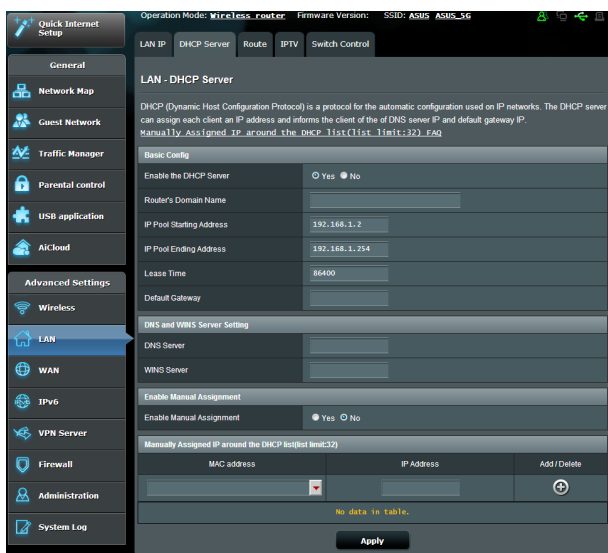 Operation Mode: Wireless router Firmware Version: SSID: ASUS ASUS_5G
Quick Internet
Setup
General
Network Map
Guest Network
Traffic Manager
Parental control
USB application
AiCloud
Advanced Settings
Wireless
LAN
WAN
IPv6
VPN Server
Firewall
Administration
System Log
LAN IP DHCP Server Route IPTV Switch Control
LAN - DHCP Server
DHCP (Dynamic Host Configuration Protocol) is a protocol for the automatic configuration used on IP networks. The DHCP server
can assign each client an IP address and informs the client of the of DNS server IP and default gateway IP.
Manually Assigned IP around the DHCP list(list limit:32) FAQ
Basic Config
Enable the DHCP Server Yes No
Router's Domain Name
IP Pool Starting Address 192.168.1.2
IP Pool Ending Address 192.168.1.254
Lease Time 86400
Default Gateway
DNS and WINS Server Setting
DNS Server
WINS Server
Enable Manual Assignment
Enable Manual Assignment Yes No
Manually Assigned IP around the DHCP list(list limit:32)
MAC address IP Address Add / Delete
No data in table.
Apply